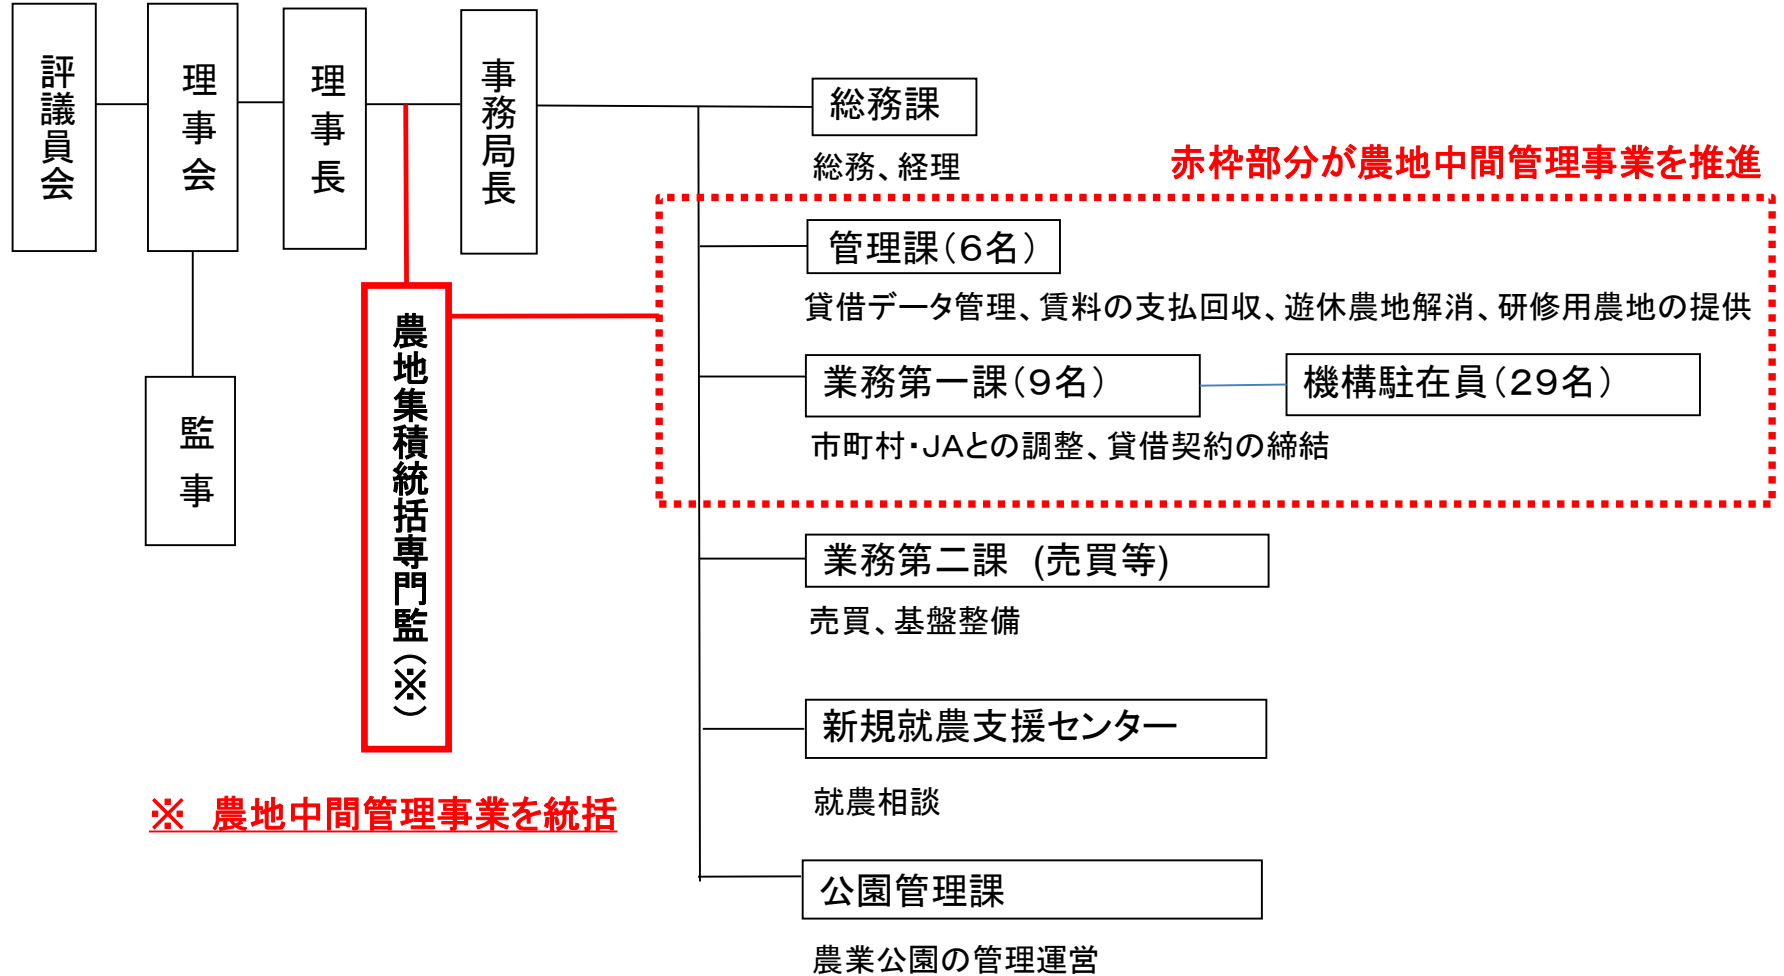 評議員会
理事会
理事長
事務局長
監事
農地集積統括専門監(※)
総務課
総務、経理
赤枠部分が農地中間管理事業を推進
管理課(6名)
貸借データ管理、賃料の支払回収、遊休農地解消、研修用農地の提供
業務第一課(9名)
機構駐在員(29名)
市町村・JAとの調整、貸借契約の締結
業務第二課 (売買等)
売買、基盤整備
新規就農支援センター
就農相談
※ 農地中間管理事業を統括
公園管理課
農業公園の管理運営